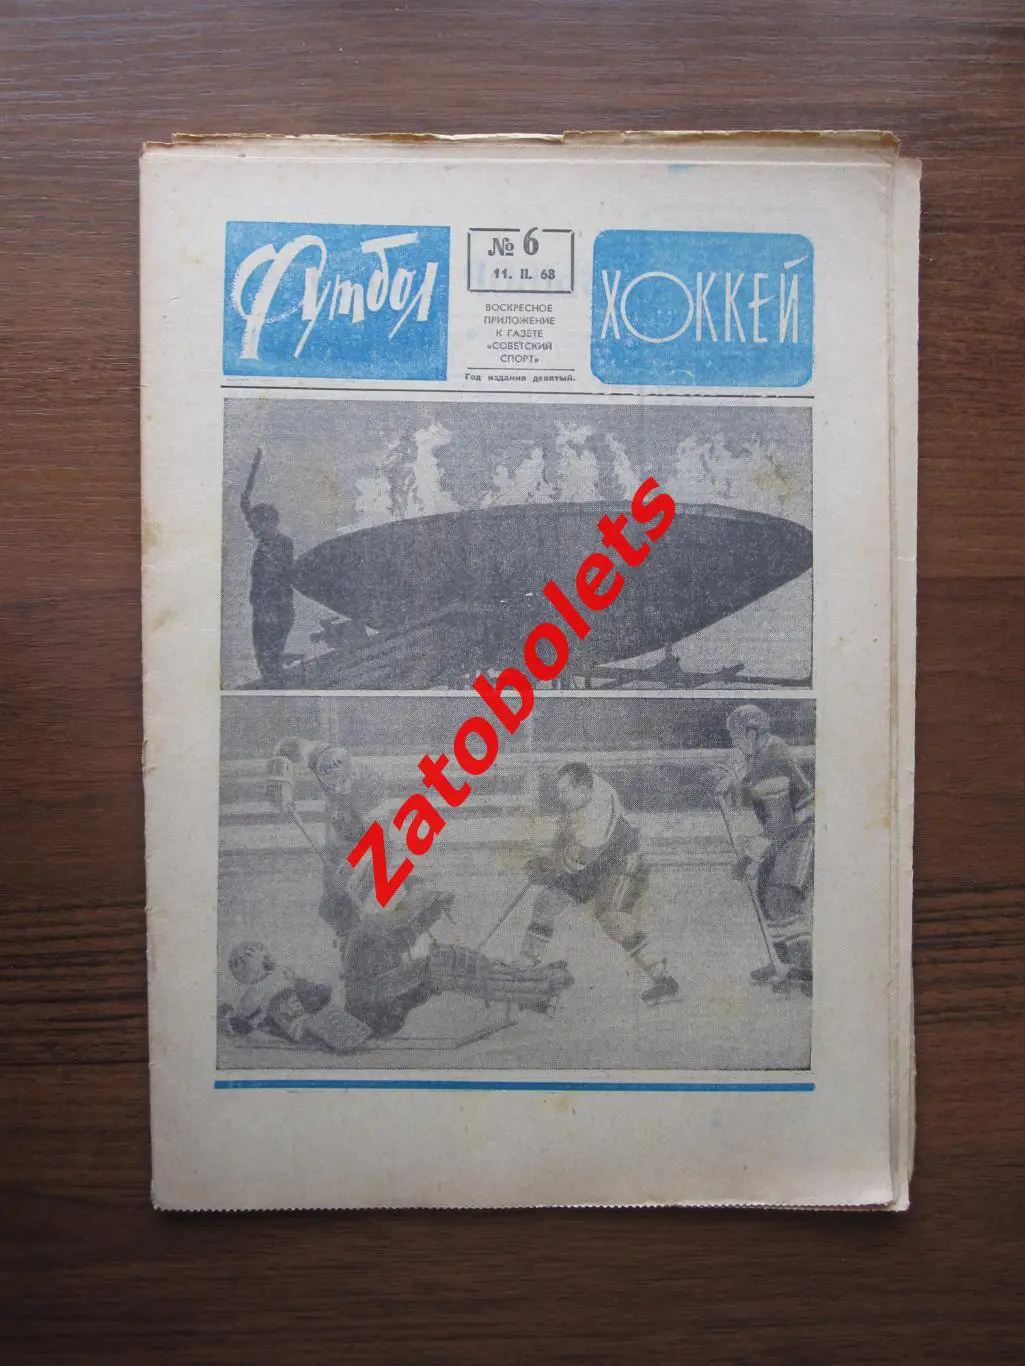 Футбол
№ 6
11. II. 68
ВОСКРЕСНОЕ
ПРИЛОЖЕНИЕ
К ГАЗЕТЕ
«СОВЕТСКИЙ
СПОРТ»
Год издания девятый.
ХОККЕЙ
Zatobolets